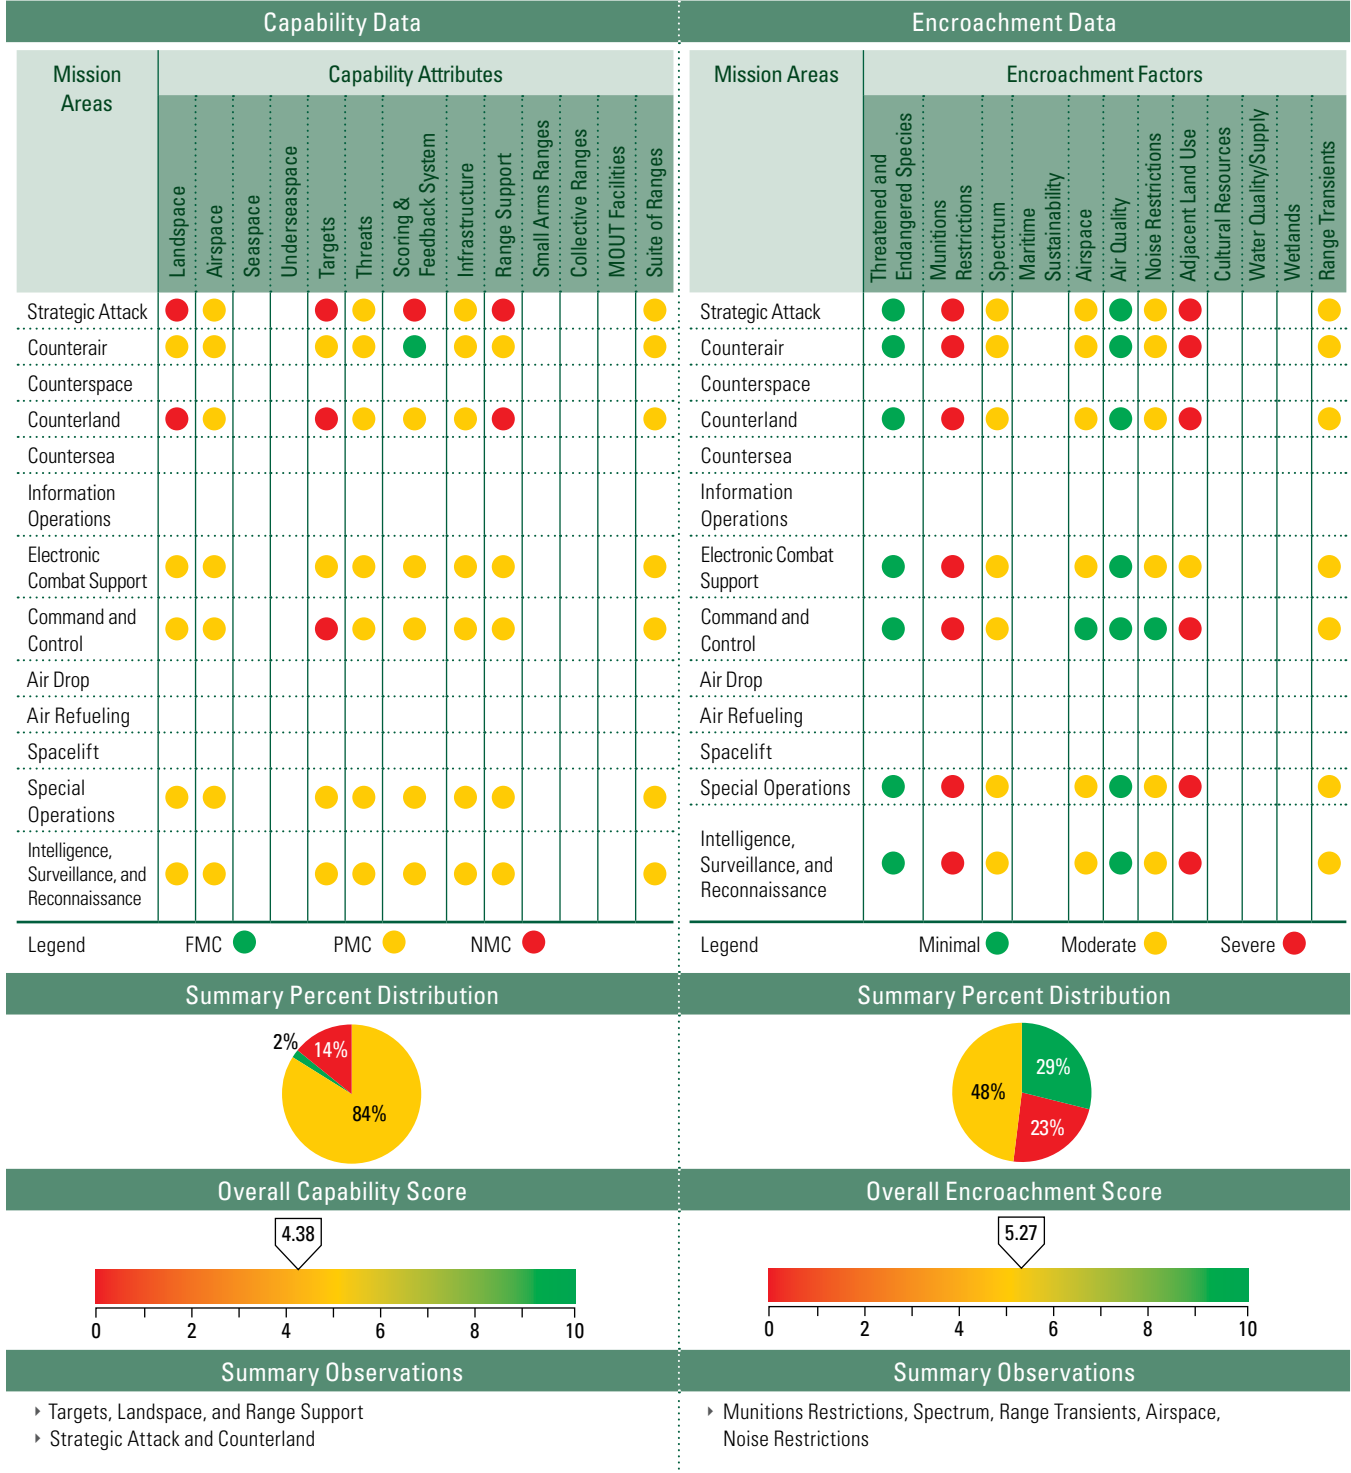 Capability Data
Mission
Areas
Capability Attributes
Landspace
Airspace
Seaspace
Underseaspace
Targets
Threats
Scoring &
Feedback System
Infrastructure
Range Support
Small Arms Ranges
Collective Ranges
MOUT Facilities
Suite of Ranges
Strategic Attack
Counterair
Counterspace
Counterland
Countersea
Information
Operations
Electronic
Combat Support
Command and
Control
Air Drop
Air Refueling
Spacelift
Special
Operations
Intelligence,
Surveillance, and
Reconnaissance
Legend
FMC
PMC
NMC
Summary Percent Distribution
2%
14%
84%
Overall Capability Score
4.38
0 2 4 6 8 10
Summary Observations
‣ Targets, Landspace, and Range Support
‣ Strategic Attack and Counterland
Encroachment Data
Mission Areas
Encroachment Factors
Threatened and
Endangered Species
Munitions
Restrictions
Spectrum
Maritime
Sustainability
Airspace
Air Quality
Noise Restrictions
Adjacent Land Use
Cultural Resources
Water Quality/Supply
Wetlands
Range Transients
Strategic Attack
Counterair
Counterspace
Counterland
Countersea
Information
Operations
Electronic Combat
Support
Command and
Control
Air Drop
Air Refueling
Spacelift
Special Operations
Intelligence,
Surveillance, and
Reconnaissance
Legend
Minimal
Moderate
Severe
Summary Percent Distribution
29%
48%
23%
Overall Encroachment Score
5.27
0 2 4 6 8 10
Summary Observations
‣ Munitions Restrictions, Spectrum, Range Transients, Airspace,
Noise Restrictions